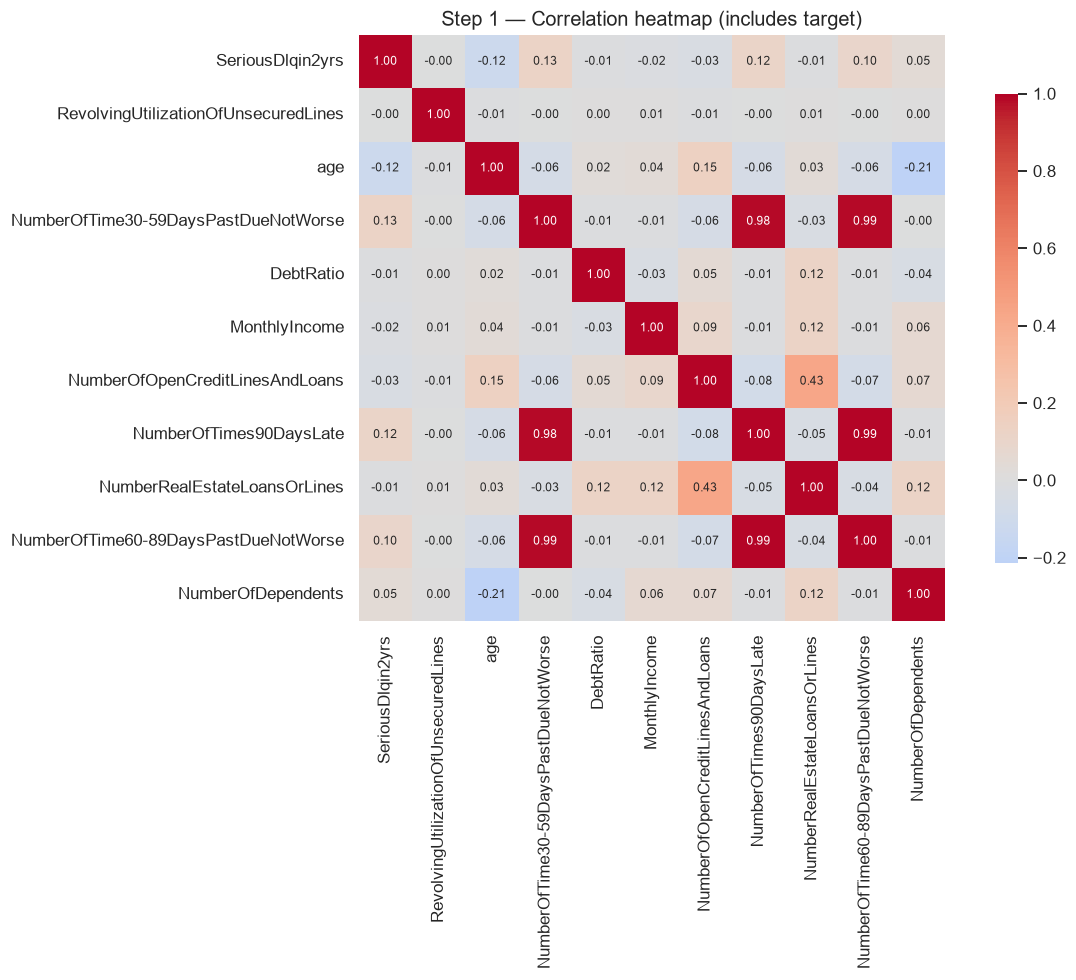 Step 1 — Correlation heatmap (includes target)
SeriousDlqin2yrs 1.00 -0.00 -0.12 0.13 -0.01 -0.02 -0.03 0.12 -0.01 0.10 0.05
RevolvingUtilizationOfUnsecuredLines -0.00 1.00 -0.01 -0.00 0.00 0.01 -0.01 -0.00 0.01 -0.00 0.00
age -0.12 -0.01 1.00 -0.06 0.02 0.04 0.15 -0.06 0.03 -0.06 -0.21
NumberOfTime30-59DaysPastDueNotWorse 0.13 -0.00 -0.06 1.00 -0.01 -0.01 -0.06 0.98 -0.03 0.99 -0.00
DebtRatio -0.01 0.00 0.02 -0.01 1.00 -0.03 0.05 -0.01 0.12 -0.01 -0.04
MonthlyIncome -0.02 0.01 0.04 -0.01 -0.03 1.00 0.09 -0.01 0.12 -0.01 0.06
NumberOfOpenCreditLinesAndLoans -0.03 -0.01 0.15 -0.06 0.05 0.09 1.00 -0.08 0.43 -0.07 0.07
NumberOfTimes90DaysLate 0.12 -0.00 -0.06 0.98 -0.01 -0.01 -0.08 1.00 -0.05 0.99 -0.01
NumberRealEstateLoansOrLines -0.01 0.01 0.03 -0.03 0.12 0.12 0.43 -0.05 1.00 -0.04 0.12
NumberOfTime60-89DaysPastDueNotWorse 0.10 -0.00 -0.06 0.99 -0.01 -0.01 -0.07 0.99 -0.04 1.00 -0.01
NumberOfDependents 0.05 0.00 -0.21 -0.00 -0.04 0.06 0.07 -0.01 0.12 -0.01 1.00
SeriousDlqin2yrs
RevolvingUtilizationOfUnsecuredLines
age
NumberOfTime30-59DaysPastDueNotWorse
DebtRatio
MonthlyIncome
NumberOfOpenCreditLinesAndLoans
NumberOfTimes90DaysLate
NumberRealEstateLoansOrLines
NumberOfTime60-89DaysPastDueNotWorse
NumberOfDependents
1.0
0.8
0.6
0.4
0.2
0.0
−0.2